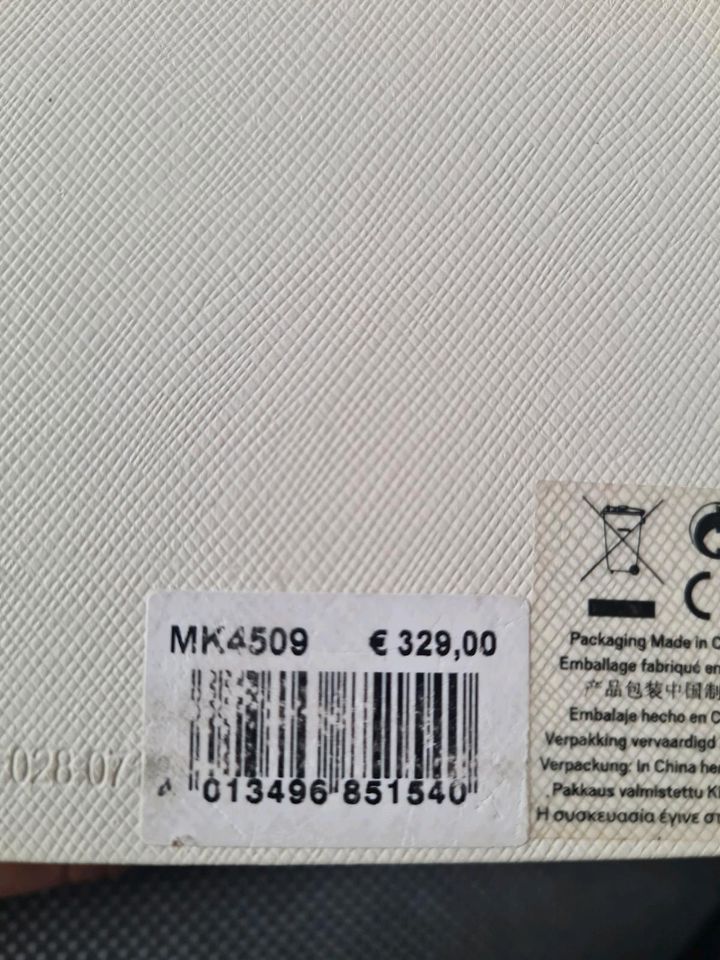 MK4509 € 329,00
013496 851540
028-07
Packaging Made in
Emballage fabriqué en
产品包装中国制
Embalaje hecho en
Verpakking vervaardigd
Verpackung: In China
Pakkaus valmistettu
Η συσκευασία έγινε